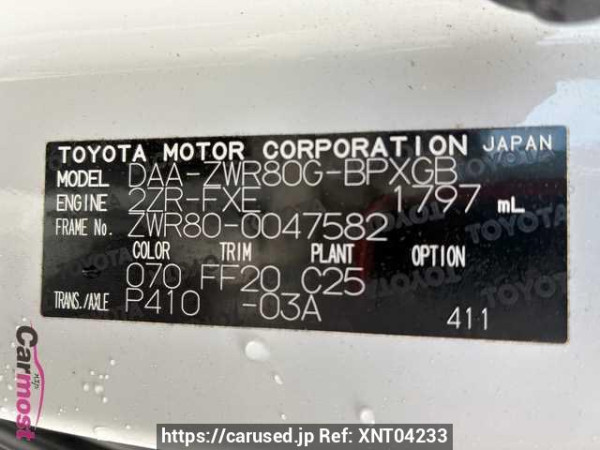 TOYOTA MOTOR CORPORATION JAPAN
MODEL DAA-ZWR80G-BPXGB
ENGINE 2ZR-FXE 1797 mL
FRAME No. ZWR80-0047582
COLOR TRIM PLANT OPTION
070 FF20 C25
TRANS./AXLE P410 -03A
411
Carmost
https://carused.jp Ref: XNT04233